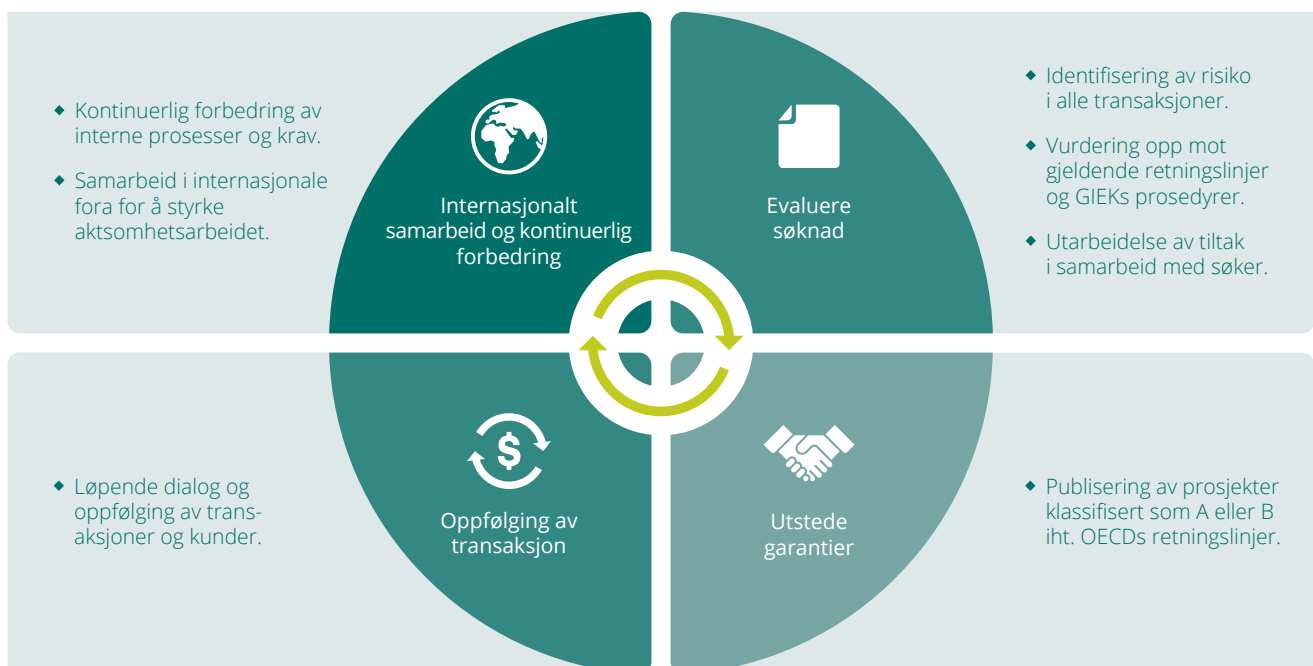 Kontinuerlig forbedring av
interne prosesser og krav.
Samarbeid i internasjonale
fora for å styrke
aktsomhetsarbeidet.
Internasjonalt
samarbeid og kontinuerlig
forbedring
Evaluere
søknad
Identifisering av risiko
i alle transaksjoner.
Vurdering opp mot
gjeldende retningslinjer
og GIEKs prosedyrer.
Utarbeidelse av tiltak
i samarbeid med søker.
Løpende dialog og
oppfølging av trans-
aksjoner og kunder.
$
Oppfølging av
transaksjon
Utstede
garantier
Publisering av prosjekter
klassifisert som A eller B
iht. OECDs retningslinjer.